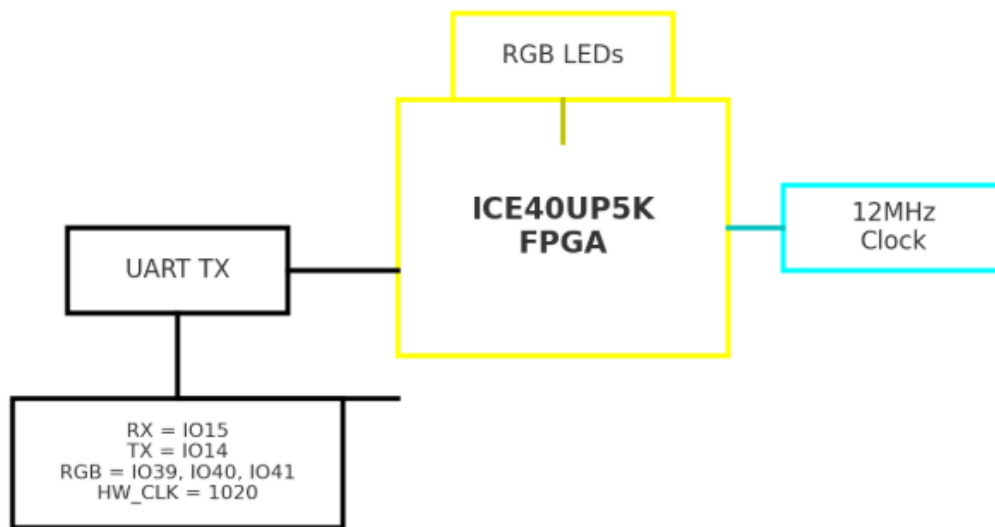 RGB LEDs
ICE40UP5K
FPGA
12MHz
Clock
UART TX
RX = IO15
TX = IO14
RGB = IO39, IO40, IO41
HW_CLK = 1020